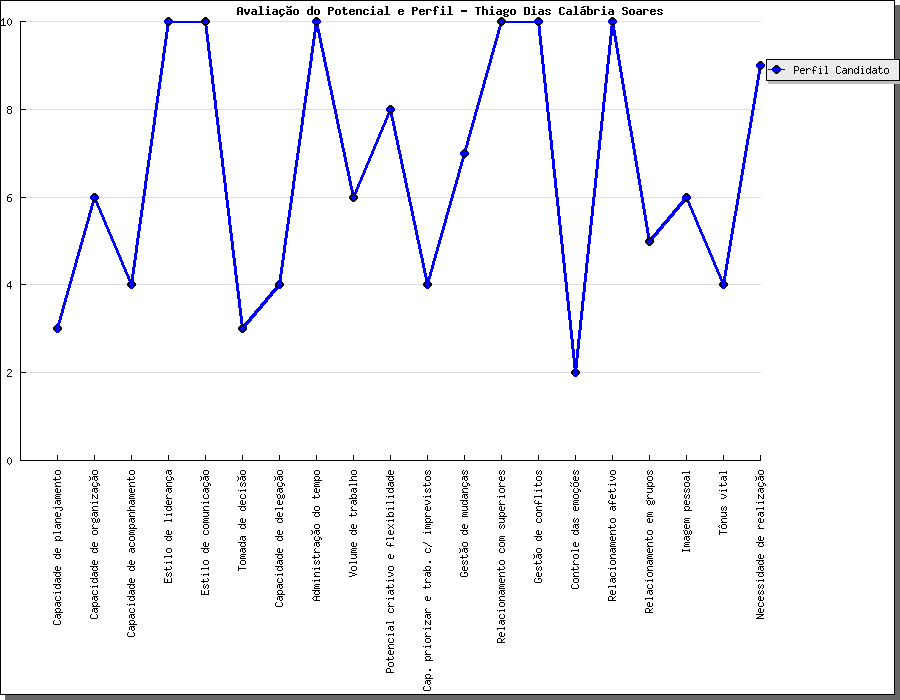 Avaliação do Potencial e Perfil - Thiago Dias Calábria Soares
10
8
6
4
2
0
Perfil Candidato
Capacidade de planejamento
Capacidade de organização
Capacidade de acompanhamento
Estilo de liderança
Estilo de comunicação
Tomada de decisão
Capacidade de delegação
Administração do tempo
Volume de trabalho
Potencial criativo e flexibilidade
Cap. priorizar e trab. c/ imprevistos
Gestão de mudanças
Relacionamento com superiores
Gestão de conflitos
Controle das emoções
Relacionamento afetivo
Relacionamento em grupos
Imagem pessoal
Tônus vital
Necessidade de realização